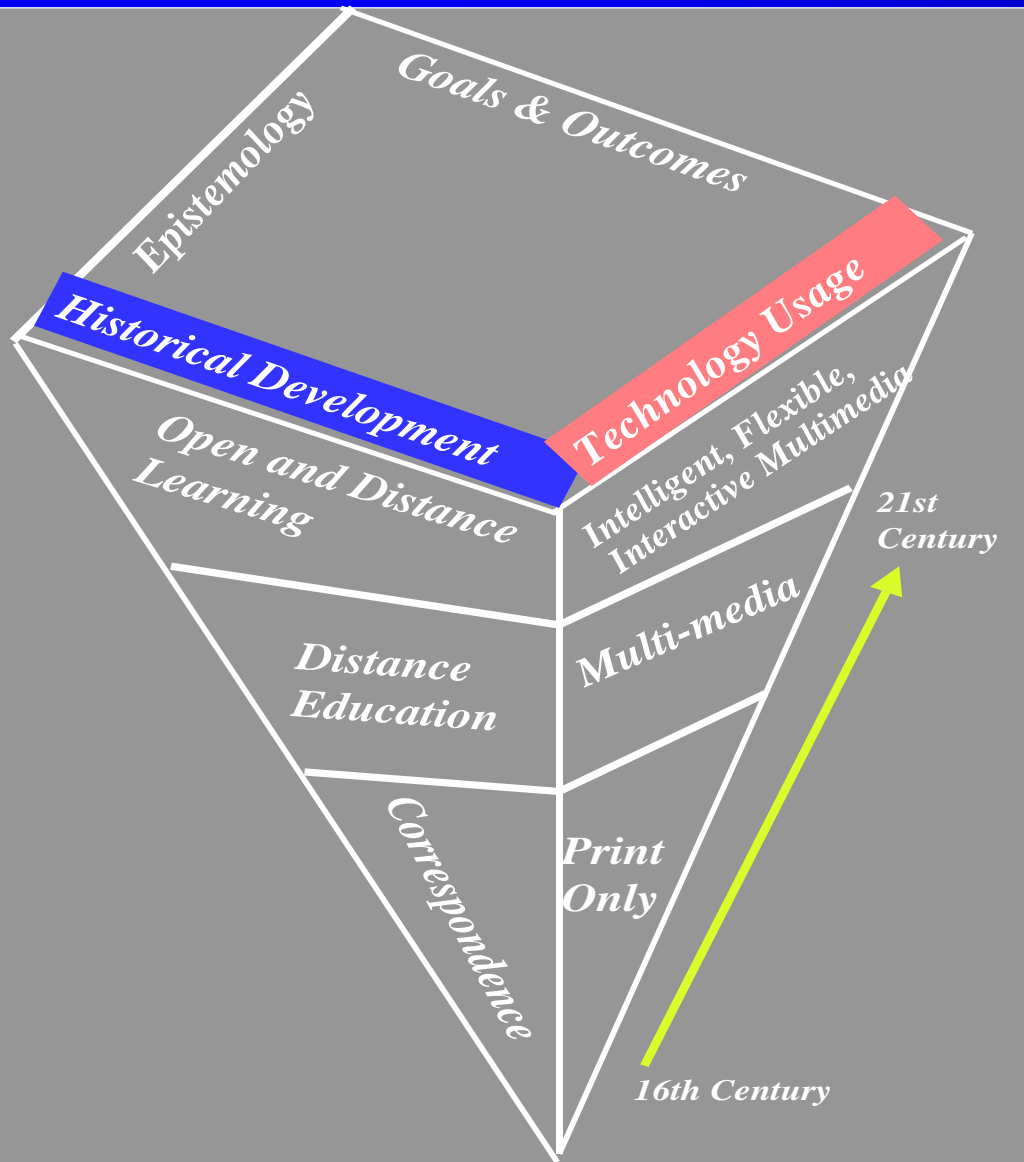 Goals & Outcomes
Epistemology
Historical Development
Technology Usage
Open and Distance
Learning
Intelligent, Flexible,
Interactive Multimedia
21st
Century
Distance
Education
Multi-media
Correspondence
Print
Only
16th Century